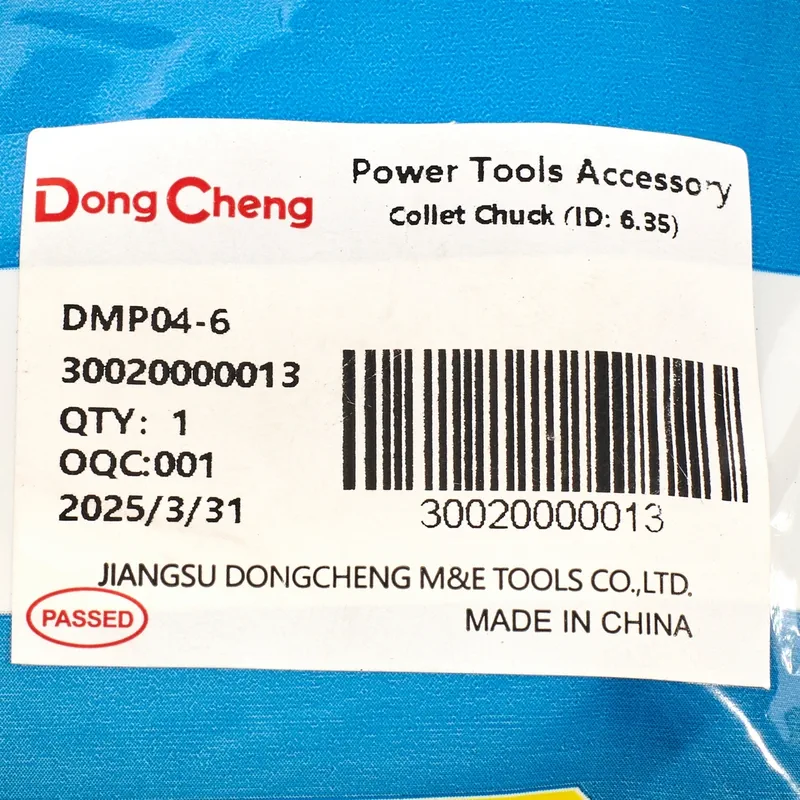 Dong Cheng
Power Tools Accessory
Collet Chuck (ID: 6.35)
DMP04-6
30020000013
QTY: 1
OQC:001
2025/3/31
30020000013
JIANGSU DONGCHENG M&E TOOLS CO.,LTD.
PASSED
MADE IN CHINA